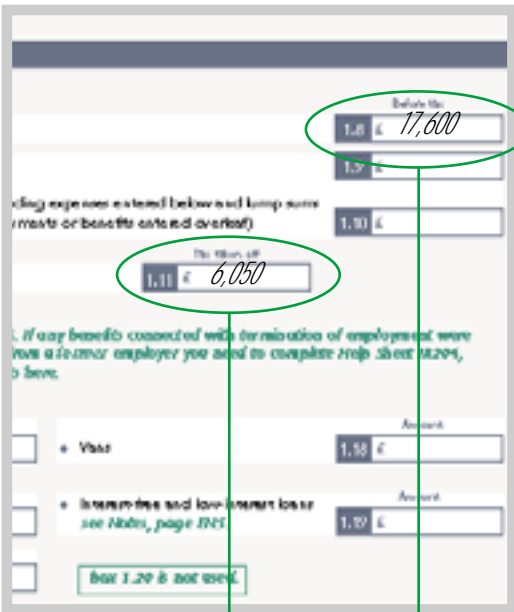 Before tax
1.8 £ 17,600
1.9 £
ding expenses entered below and lump sums
yments or benefits entered overleaf) 1.10 £
Tax taken off
1.11 £ 6,050
. If any benefits connected with termination of employment were
from a former employer you need to complete Help Sheet IR204,
here.
Amount
• Vans 1.18 £
Amount
• Interest-free and low-interest loans 1.19 £
see Notes, page EN5.
box 1.20 is not used.